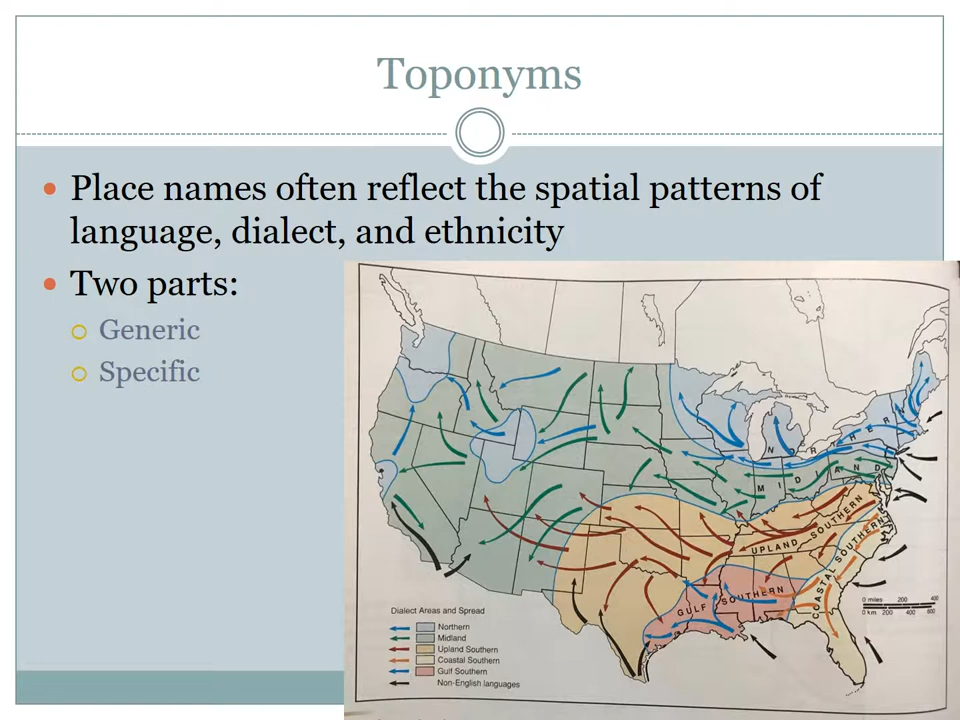 Toponyms
Place names often reflect the spatial patterns of
language, dialect, and ethnicity
Two parts:
Generic
Specific
NORTHERN
MIDLAND
UPLAND SOUTHERN
COASTAL SOUTHERN
GULF SOUTHERN
0 miles 200 400
0 km 200 400 600
Dialect Areas and Spread
Northern
Midland
Upland Southern
Coastal Southern
Gulf Southern
Non-English languages